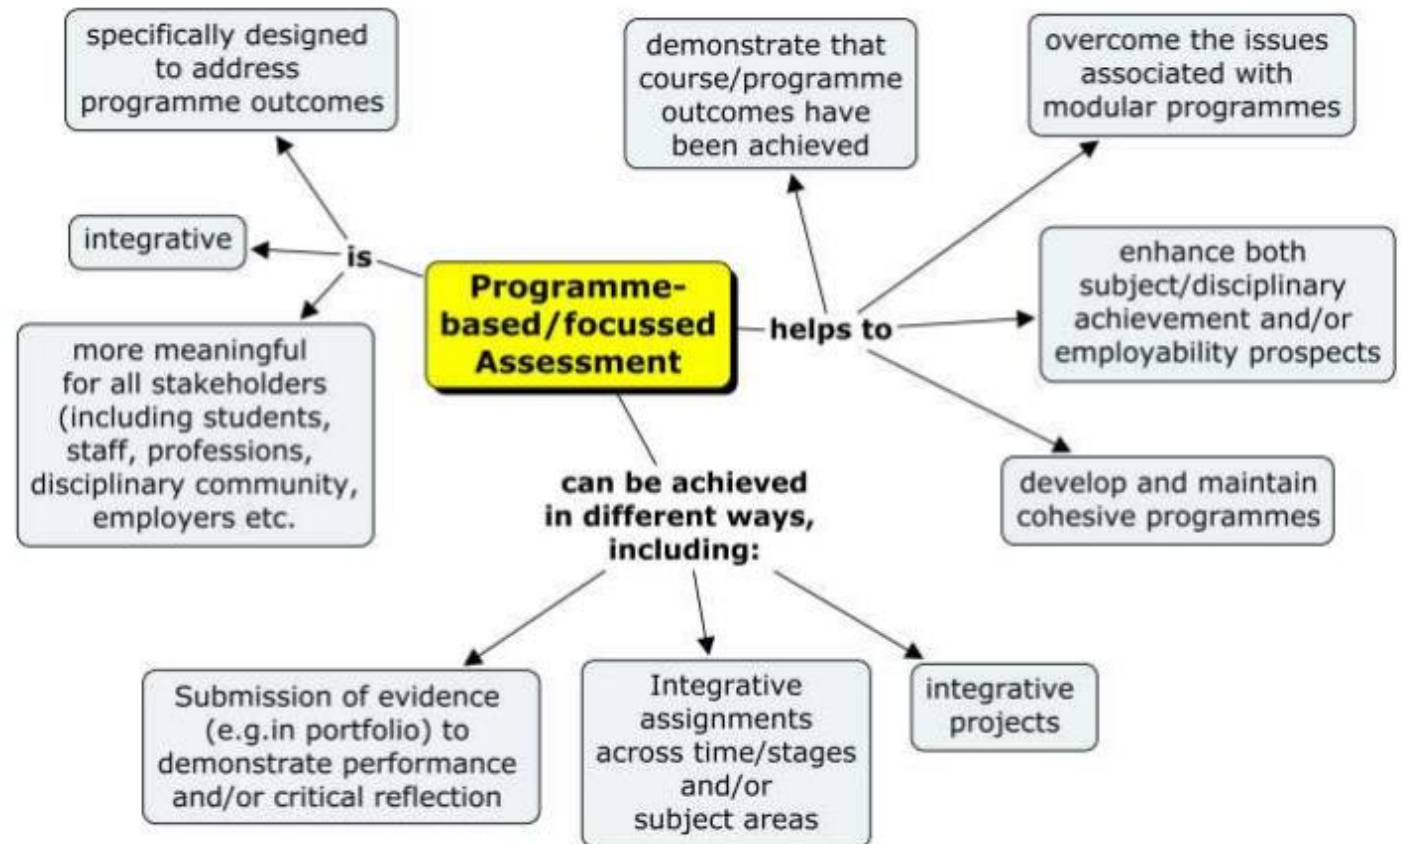 specifically designed
to address
programme outcomes
demonstrate that
course/programme
outcomes have
been achieved
overcome the issues
associated with
modular programmes
integrative
is
Programme-
based/focussed
Assessment
helps to
enhance both
subject/disciplinary
achievement and/or
employability prospects
more meaningful
for all stakeholders
(including students,
staff, professions,
disciplinary community,
employers etc.
develop and maintain
cohesive programmes
can be achieved
in different ways,
including:
Submission of evidence
(e.g.in portfolio) to
demonstrate performance
and/or critical reflection
Integrative
assignments
across time/stages
and/or
subject areas
integrative
projects